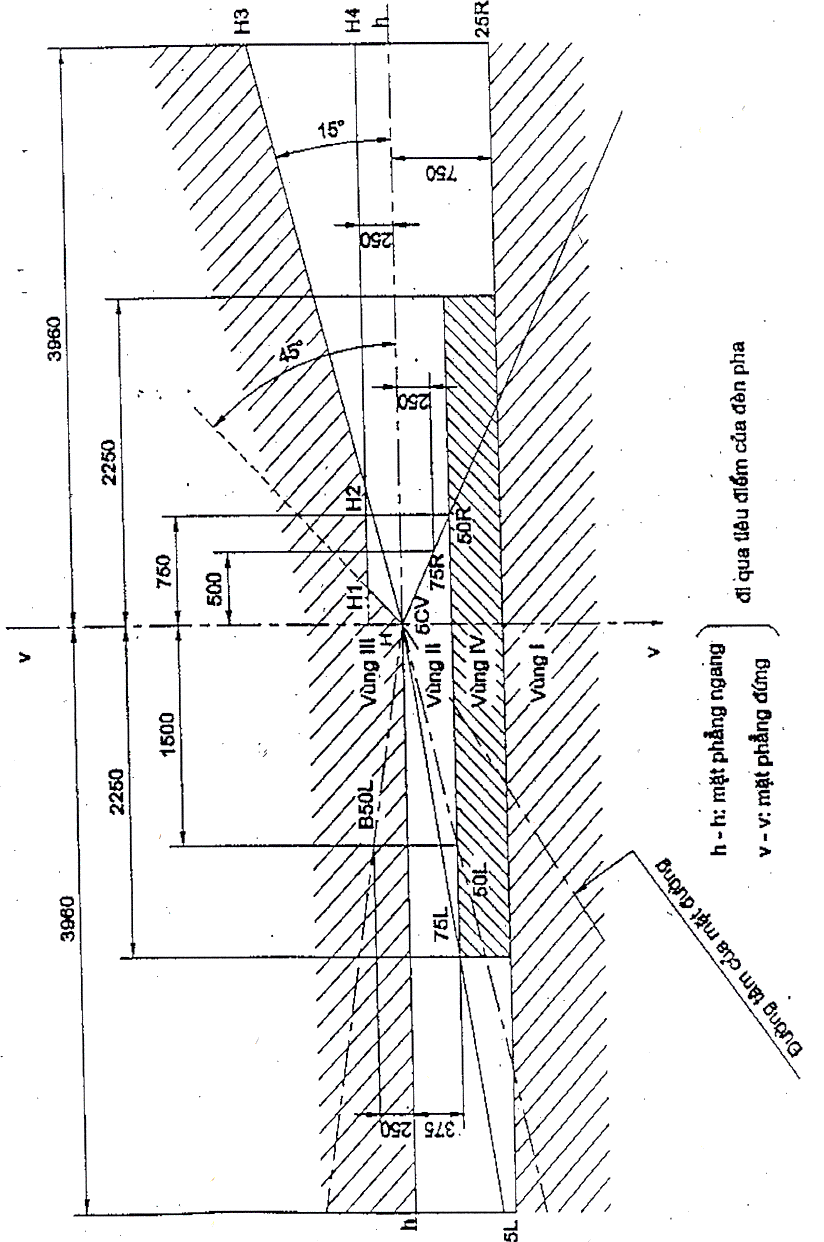 3960
3960
2250
2250
750
500
1500
v
H3
H4
h
25R
15°
45°
250
750
250
H1
H2
B50L
Vùng III
H
5CV
75R
50R
Vùng II
Vùng IV
Vùng I
75L
50L
250
375
h
5L
v
Đường tâm của mặt đường
h - h: mặt phẳng ngang
v - v: mặt phẳng đứng
đi qua tiêu điểm của đèn pha